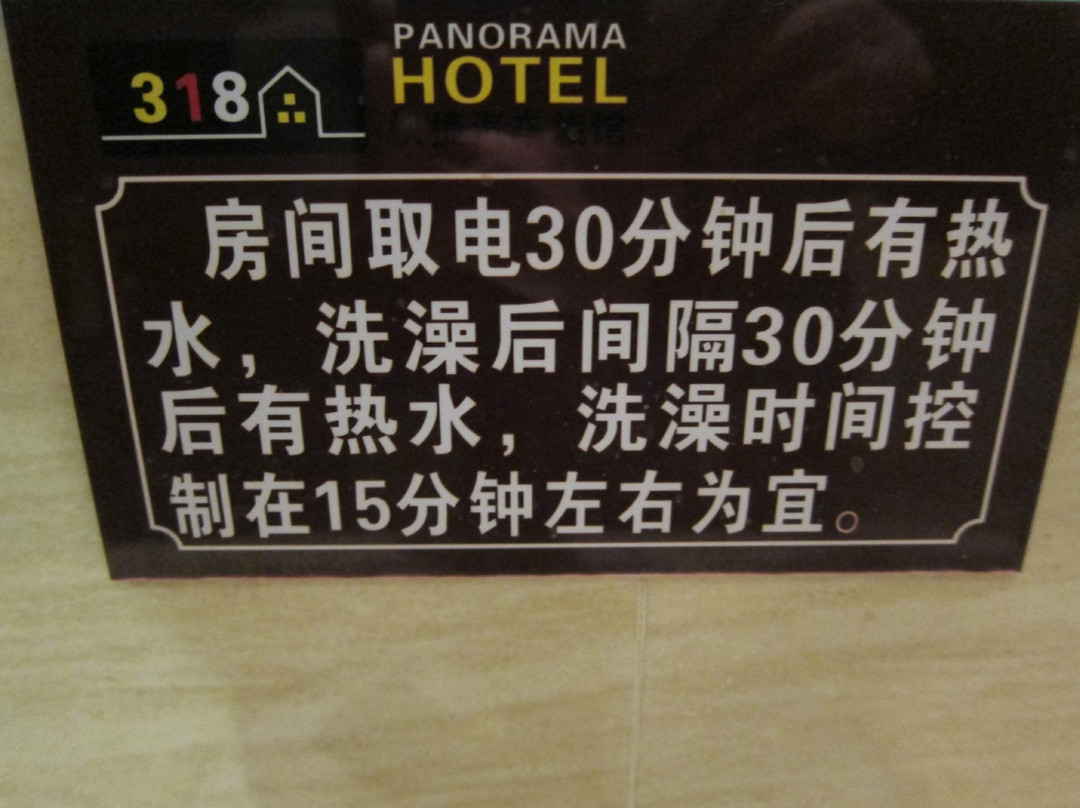 PANORAMA
318 HOTEL
房间取电30分钟后有热
水，洗澡后间隔30分钟
后有热水，洗澡时间控
制在15分钟左右为宜。